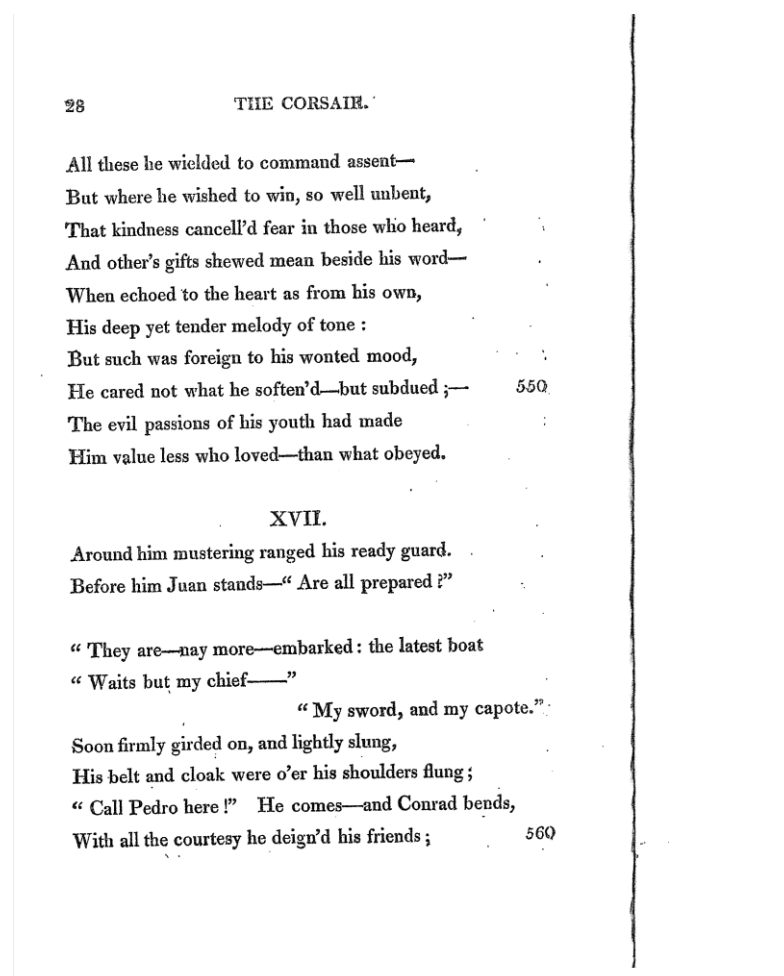 28 THE CORSAIR.
All these he wielded to command assent—
But where he wished to win, so well unbent,
That kindness cancell'd fear in those who heard,
And other's gifts shewed mean beside his word—
When echoed to the heart as from his own,
His deep yet tender melody of tone :
But such was foreign to his wonted mood,
He cared not what he soften'd—but subdued ;— 550
The evil passions of his youth had made
Him value less who loved—than what obeyed.
XVII.
Around him mustering ranged his ready guard.
Before him Juan stands—“ Are all prepared ?”
“ They are—nay more—embarked : the latest boat
“ Waits but my chief——”
“ My sword, and my capote.”
Soon firmly girded on, and lightly slung,
His belt and cloak were o'er his shoulders flung ;
“ Call Pedro here !” He comes—and Conrad bends,
With all the courtesy he deign'd his friends ; 560